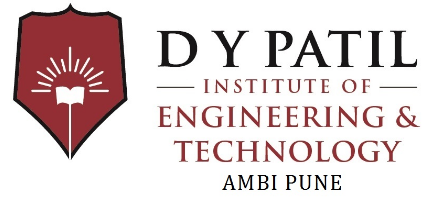 D Y PATIL
INSTITUTE OF
ENGINEERING &
TECHNOLOGY
AMBI PUNE